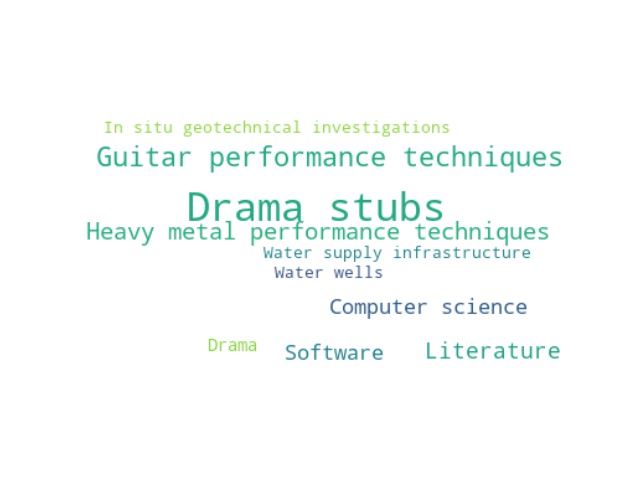 In situ geotechnical investigations
Guitar performance techniques
Drama stubs
Heavy metal performance techniques
Water supply infrastructure
Water wells
Computer science
Drama
Software
Literature